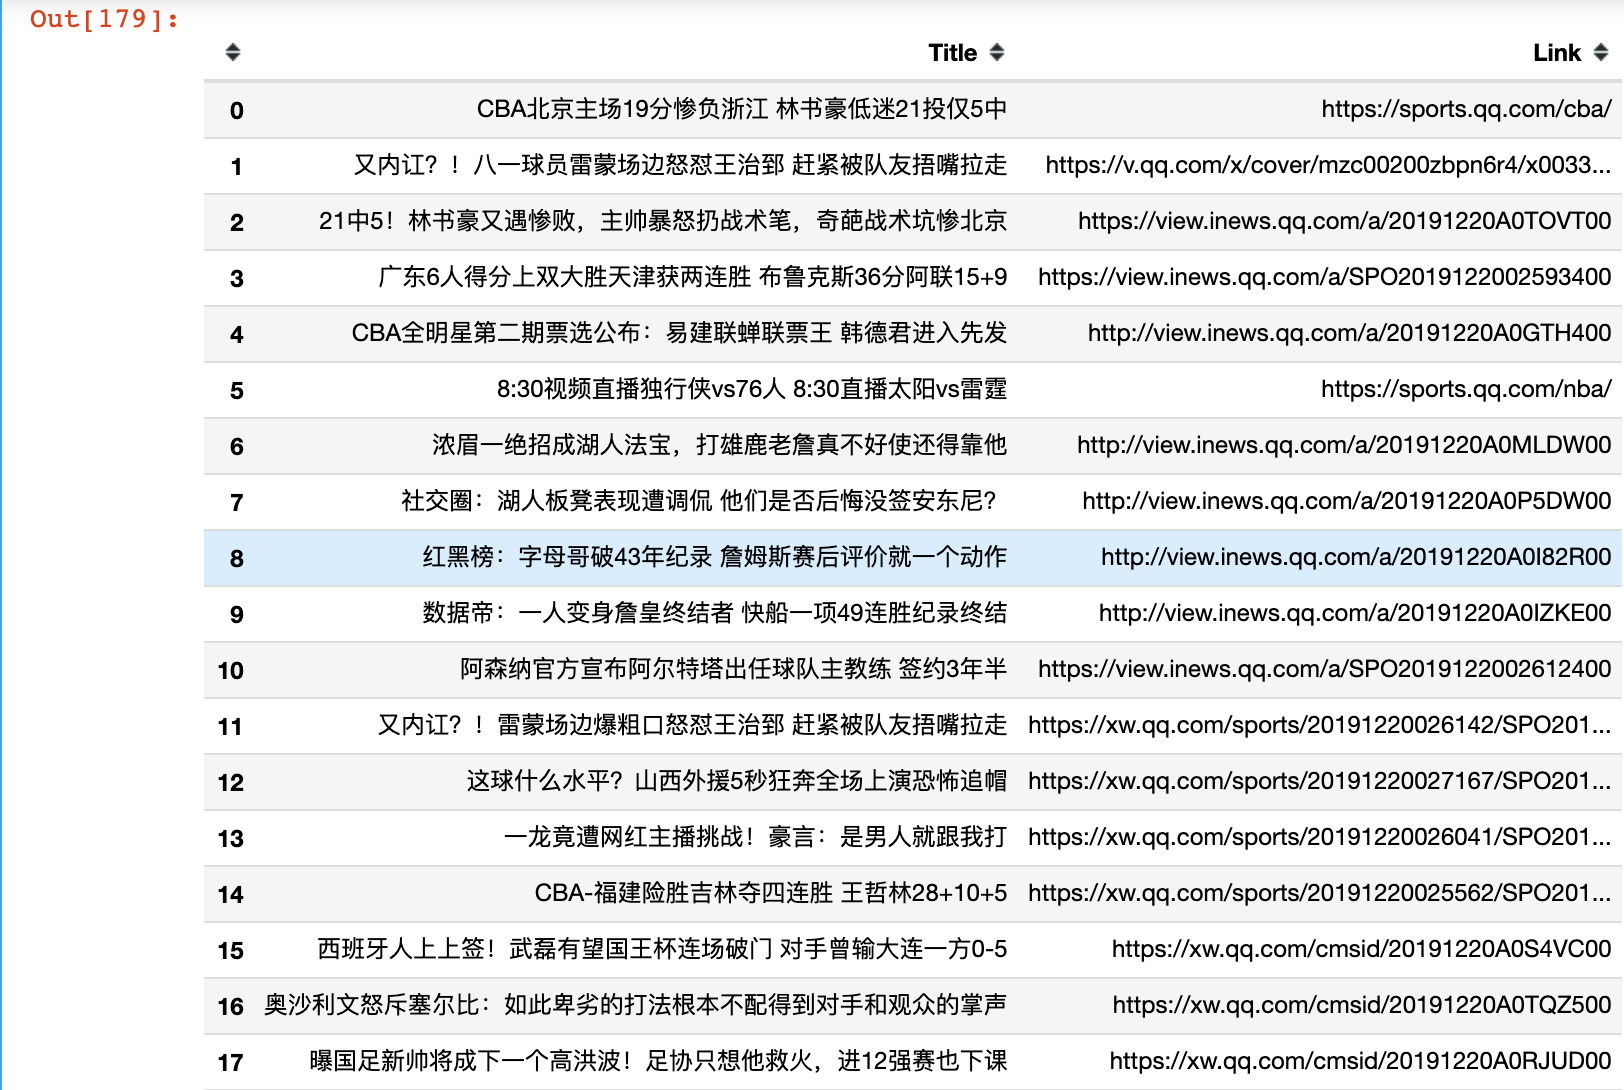 Out[179]:
Title Link
0 CBA北京主场19分惨负浙江 林书豪低迷21投仅5中 https://sports.qq.com/cba/
1 又内讧？！八一球员雷蒙场边怒怼王治郅 赶紧被队友捂嘴拉走 https://v.qq.com/x/cover/mzc00200zbpn6r4/x0033...
2 21中5！林书豪又遇惨败，主帅暴怒扔战术笔，奇葩战术坑惨北京 https://view.inews.qq.com/a/20191220A0TOVT00
3 广东6人得分上双大胜天津获两连胜 布鲁克斯36分阿联15+9 https://view.inews.qq.com/a/SPO2019122002593400
4 CBA全明星第二期票选公布：易建联蝉联票王 韩德君进入先发 http://view.inews.qq.com/a/20191220A0GTH400
5 8:30视频直播独行侠vs76人 8:30直播太阳vs雷霆 https://sports.qq.com/nba/
6 浓眉一绝招成湖人法宝，打雄鹿老詹真不好使还得靠他 http://view.inews.qq.com/a/20191220A0MLDW00
7 社交圈：湖人板凳表现遭调侃 他们是否后悔没签安东尼？ http://view.inews.qq.com/a/20191220A0P5DW00
8 红黑榜：字母哥破43年纪录 詹姆斯赛后评价就一个动作 http://view.inews.qq.com/a/20191220A0I82R00
9 数据帝：一人变身詹皇终结者 快船一项49连胜纪录终结 http://view.inews.qq.com/a/20191220A0IZKE00
10 阿森纳官方宣布阿尔特塔出任球队主教练 签约3年半 https://view.inews.qq.com/a/SPO2019122002612400
11 又内讧？！雷蒙场边爆粗口怒怼王治郅 赶紧被队友捂嘴拉走 https://xw.qq.com/sports/20191220026142/SPO201...
12 这球什么水平？山西外援5秒狂奔全场上演恐怖追帽 https://xw.qq.com/sports/20191220027167/SPO201...
13 一龙竟遭网红主播挑战！豪言：是男人就跟我打 https://xw.qq.com/sports/20191220026041/SPO201...
14 CBA-福建险胜吉林夺四连胜 王哲林28+10+5 https://xw.qq.com/sports/20191220025562/SPO201...
15 西班牙人上上签！武磊有望国王杯连场破门 对手曾输大连一方0-5 https://xw.qq.com/cmsid/20191220A0S4VC00
16 奥沙利文怒斥塞尔比：如此卑劣的打法根本不配得到对手和观众的掌声 https://xw.qq.com/cmsid/20191220A0TQZ500
17 曝国足新帅将成下一个高洪波！足协只想他救火，进12强赛也下课 https://xw.qq.com/cmsid/20191220A0RJUD00